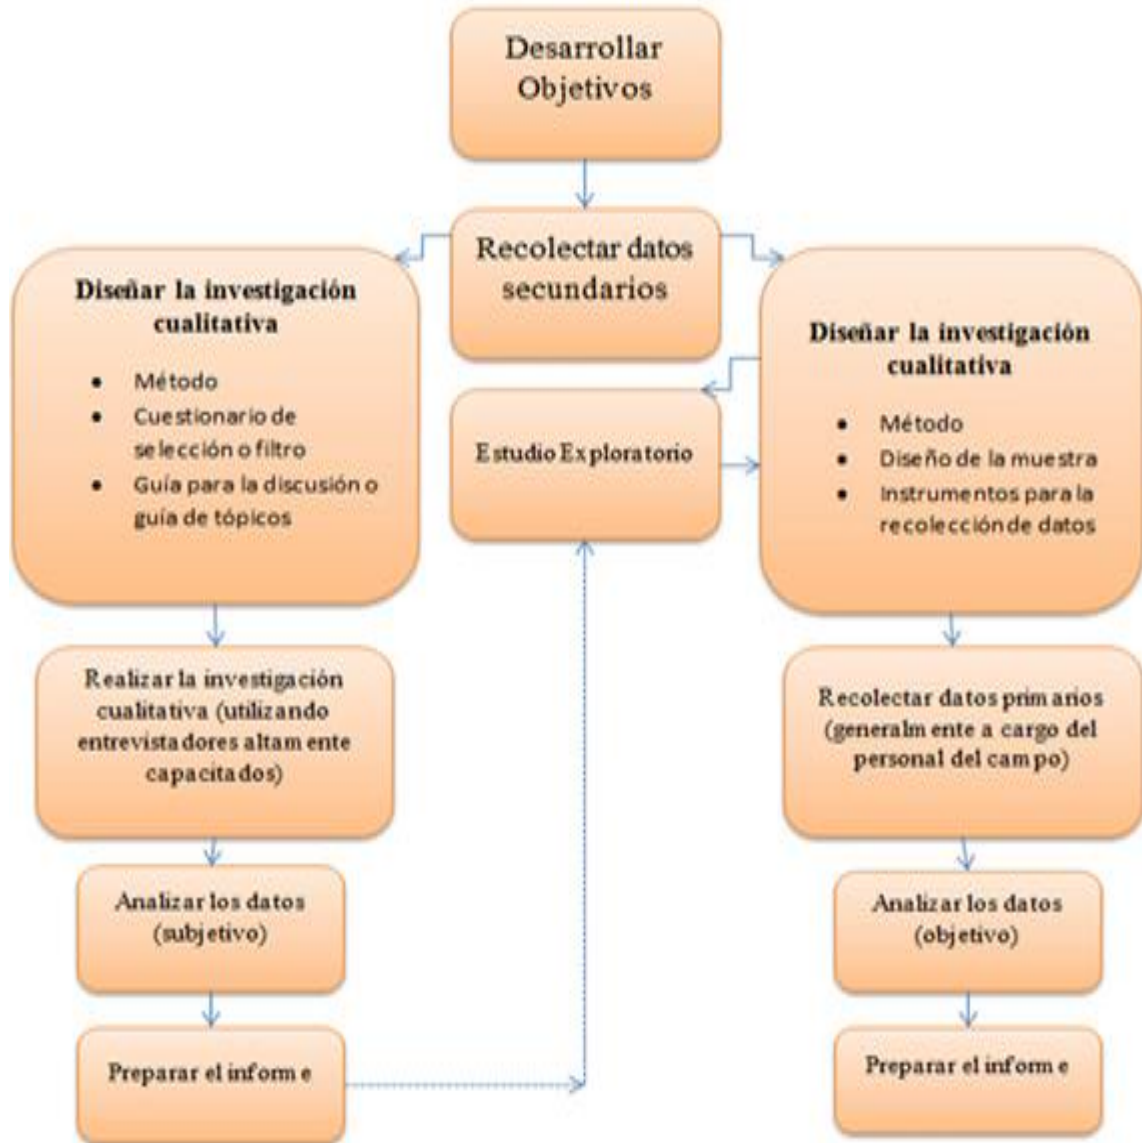 Desarrollar
Objetivos
Recolectar datos
secundarios
Diseñar la investigación
cualitativa
● Método
● Cuestionario de
selección o filtro
● Guía para la discusión o
guía de tópicos
Diseñar la investigación
cualitativa
● Método
● Diseño de la muestra
● Instrumentos para la
recolección de datos
Estudio Exploratorio
Realizar la investigación
cualitativa (utilizando
entrevistadores altamente
capacitados)
Recolectar datos primarios
(generalmente a cargo del
personal del campo)
Analizar los datos
(subjetivo)
Analizar los datos
(objetivo)
Preparar el informe
Preparar el informe